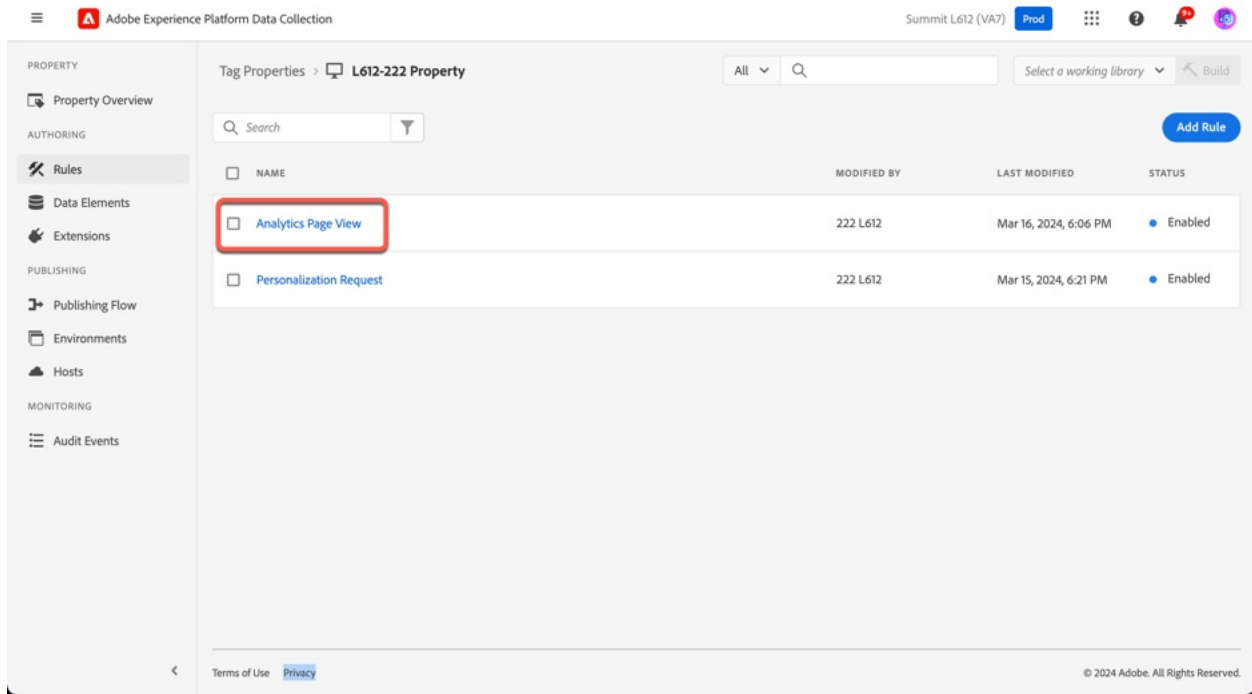 Adobe Experience Platform Data Collection
Summit L612 (VA7) Prod 9+
PROPERTY
Property Overview
AUTHORING
Rules
Data Elements
Extensions
PUBLISHING
Publishing Flow
Environments
Hosts
MONITORING
Audit Events
Tag Properties > L612-222 Property
All
Select a working library Build
Search
Add Rule
NAME MODIFIED BY LAST MODIFIED STATUS
Analytics Page View 222 L612 Mar 16, 2024, 6:06 PM Enabled
Personalization Request 222 L612 Mar 15, 2024, 6:21 PM Enabled
Terms of Use Privacy © 2024 Adobe. All Rights Reserved.